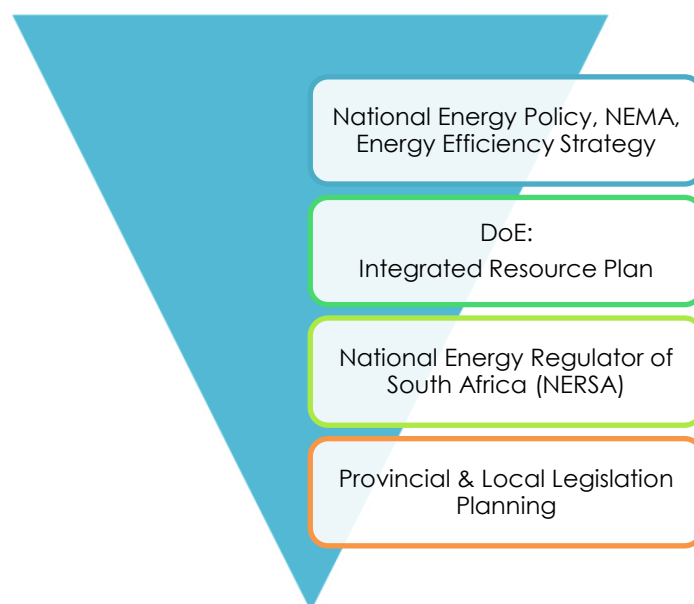 National Energy Policy, NEMA,
Energy Efficiency Strategy
DoE:
Integrated Resource Plan
National Energy Regulator of
South Africa (NERSA)
Provincial & Local Legislation
Planning